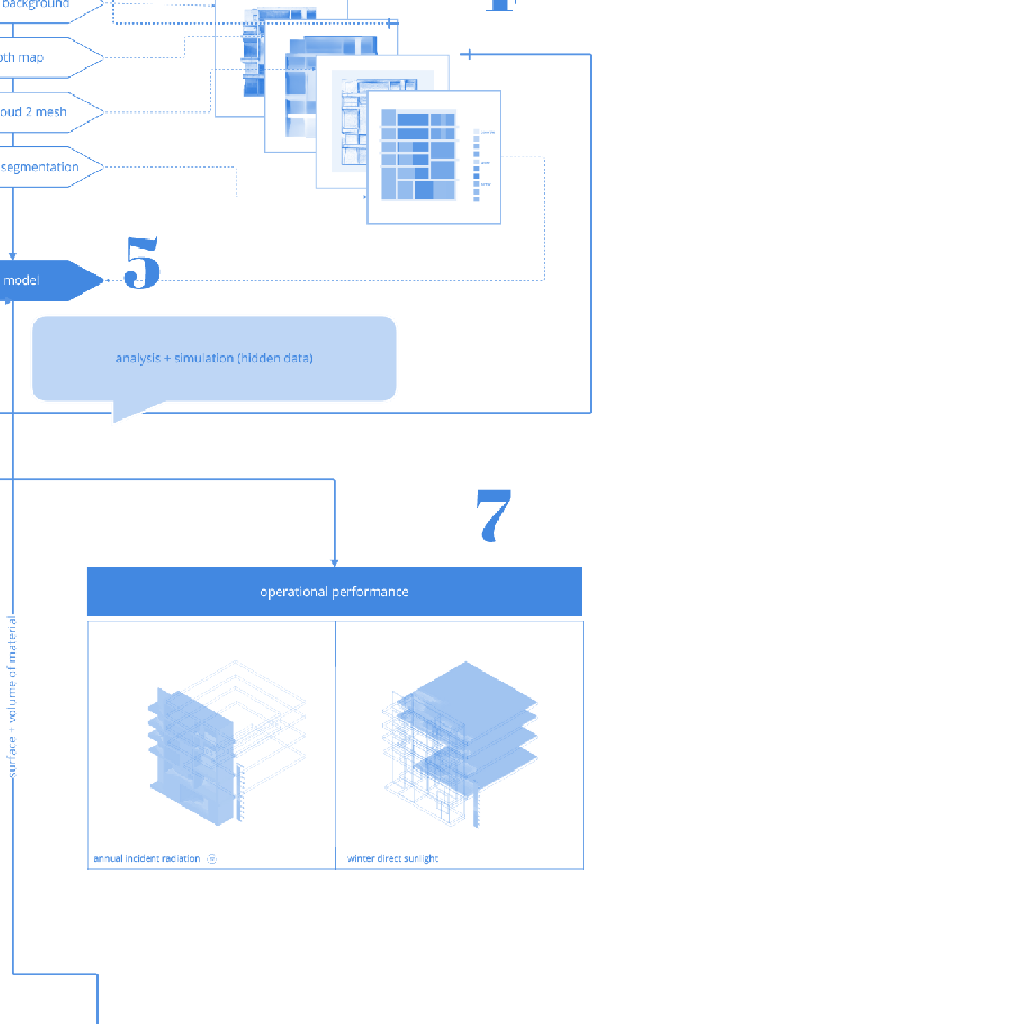 background
pth map
oud 2 mesh
segmentation
5
model
analysis + simulation (hidden data)
7
operational performance
surface + volume of material
annual incident radiation
winter direct sunlight